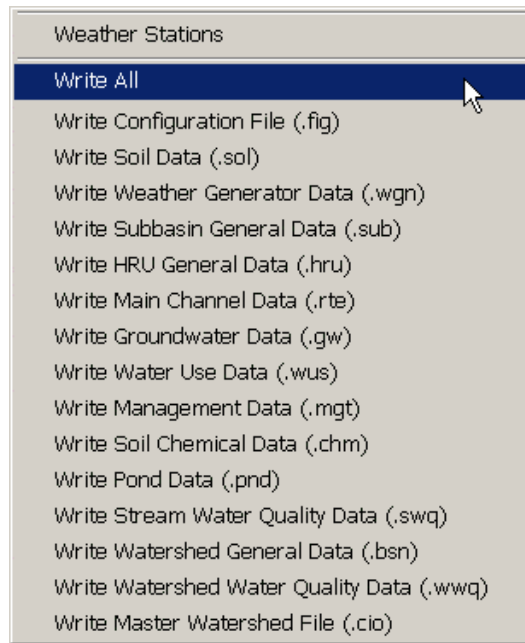 Weather Stations
Write All
Write Configuration File (.fig)
Write Soil Data (.sol)
Write Weather Generator Data (.wgn)
Write Subbasin General Data (.sub)
Write HRU General Data (.hru)
Write Main Channel Data (.rte)
Write Groundwater Data (.gw)
Write Water Use Data (.wus)
Write Management Data (.mgt)
Write Soil Chemical Data (.chm)
Write Pond Data (.pnd)
Write Stream Water Quality Data (.swq)
Write Watershed General Data (.bsn)
Write Watershed Water Quality Data (.wwq)
Write Master Watershed File (.cio)